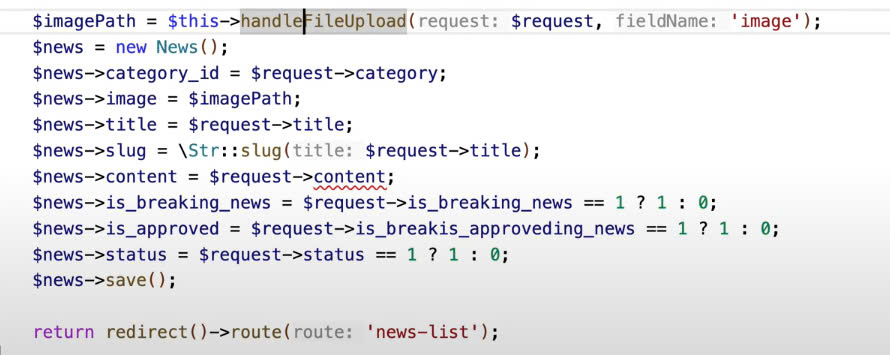 $imagePath = $this->handleFileUpload(request: $request, fieldName: 'image');
$news = new News();
$news->category_id = $request->category;
$news->image = $imagePath;
$news->title = $request->title;
$news->slug = \Str::slug(title: $request->title);
$news->content = $request->content;
$news->is_breaking_news = $request->is_breaking_news == 1 ? 1 : 0;
$news->is_approved = $request->is_breakis_approveding_news == 1 ? 1 : 0;
$news->status = $request->status == 1 ? 1 : 0;
$news->save();
return redirect()->route(route: 'news-list');